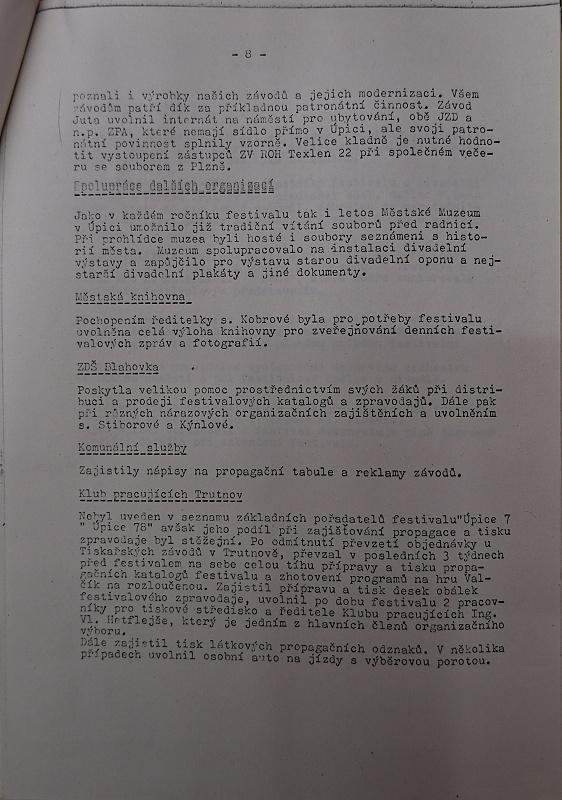 - 8 -
poznali i výrobky našich závodů a jejich modernizaci. Všem
závodům patří dík za příkladnou patronátní činnost. Závod
Juta uvolnil internát na náměstí pro ubytování, obě JZD a
n.p. ZPA, které nemají sídlo přímo v Úpici, ale svoji patro-
nátní povinnost splnily vzorně. Velice kladně je nutné hodno-
tit vystoupení zástupců ZV ROH Texlen 22 při společném veče-
ru se souborem z Plzně.
Spolupráce dalších organizací
Jako v každém ročníku festivalu tak i letos Městské Muzeum
v Úpici umožnilo již tradiční vítání souborů před radnicí.
Při prohlídce muzea byli hosté i soubory seznámeni s histo-
rií města. Muzeum spolupracovalo na instalaci divadelní
výstavy a zapůjčilo pro výstavu starou divadelní oponu a nej-
starší divadelní plakáty a jiné dokumenty.
Městská knihovna
Pochopením ředitelky s. Kobrové byla pro potřeby festivalu
uvolněna celá výloha knihovny pro zveřejňování denních festi-
valových zpráv a fotografií.
ZDŠ Blahovka
Poskytla velikou pomoc prostřednictvím svých žáků při distri-
buci a prodeji festivalových katalogů a zpravodajů. Dále pak
při různých nárazových organizačních zajištěních a uvolněním
s. Stiborové a Kýnlové.
Komunální služby
Zajistily nápisy na propagační tabule a reklamy závodů.
Klub pracujících Trutnov
Nebyl uveden v seznamu základních pořadatelů festivalu"Úpice 7
" Úpice 78" avšak jeho podíl při zajišťování propagace a tisku
zpravodaje byl stěžejní. Po odmítnutí převzetí objednávky u
Tiskařských závodů v Trutnově, převzal v posledních 3 týdnech
před festivalem na sebe celou tíhu přípravy a tisku propa-
gačních katalogů festivalu a zhotovení programů na hru Val-
čík na rozloučenou. Zajistil přípravu a tisk desek obálek
festivalového zpravodaje, uvolnil po dobu festivalu 2 pracov-
níky pro tiskové středisko a ředitele Klubu pracujících Ing.
Vl. Hetflejše, který je jedním z hlavních členů organizačního
výboru.
Dále zajistil tisk látkových propagačních odznaků. V několika
případech uvolnil osobní auto na jízdy s výběrovou porotou.